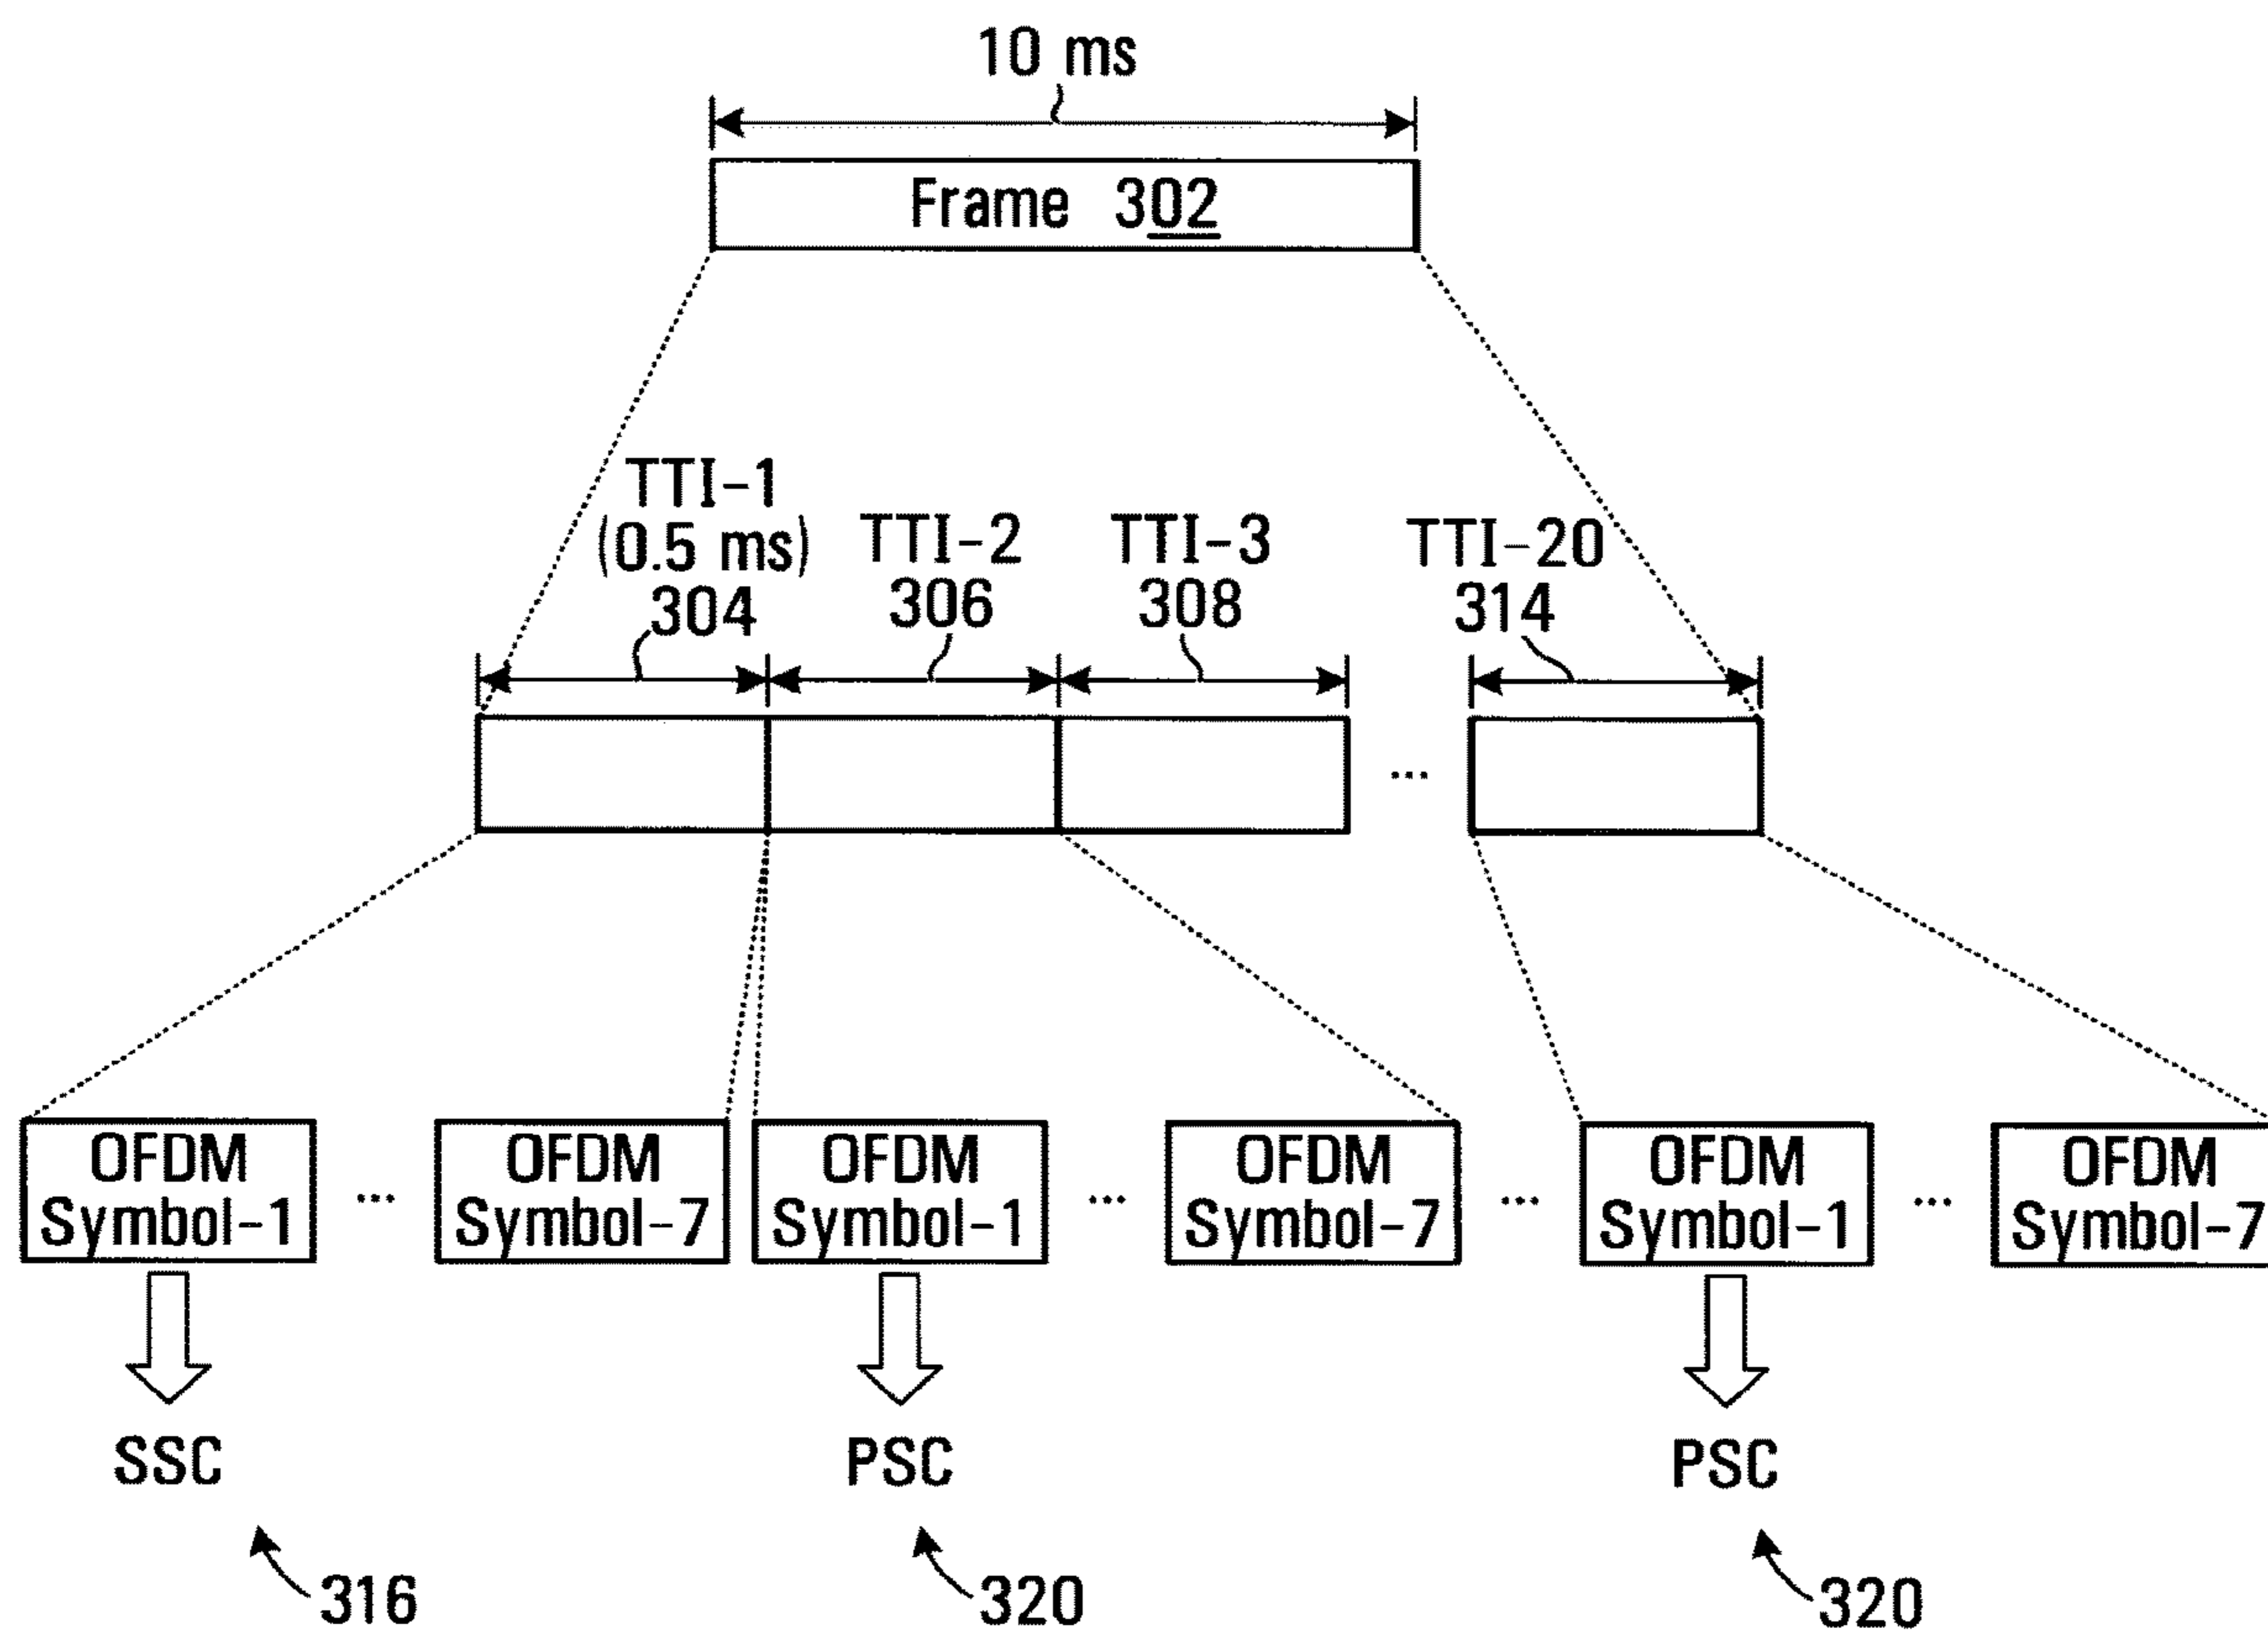 10 ms
Frame 302
TTI-1
(0.5 ms)
304
TTI-2
306
TTI-3
308
TTI-20
314
...
OFDM
Symbol-1
...
OFDM
Symbol-7
OFDM
Symbol-1
...
OFDM
Symbol-7
...
OFDM
Symbol-1
...
OFDM
Symbol-7
SSC
PSC
PSC
316
320
320